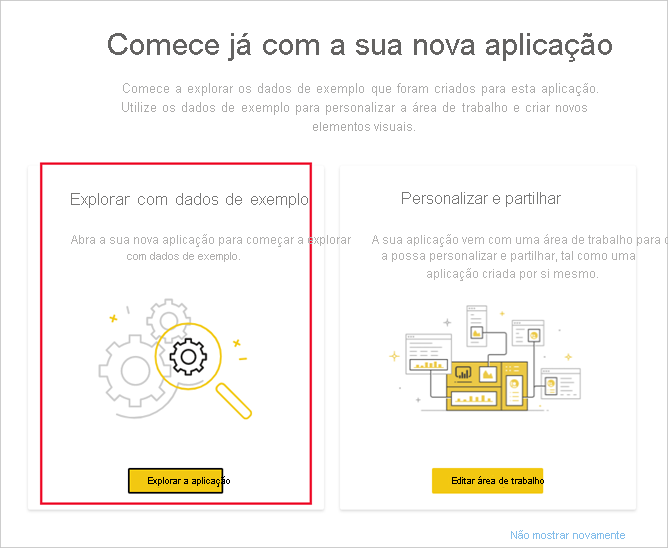 Comece já com a sua nova aplicação
Comece a explorar os dados de exemplo que foram criados para esta aplicação.
Utilize os dados de exemplo para personalizar a área de trabalho e criar novos
elementos visuais.
Explorar com dados de exemplo
Abra a sua nova aplicação para começar a explorar
com dados de exemplo.
Explorar a aplicação
Personalizar e partilhar
A sua aplicação vem com uma área de trabalho para
a possa personalizar e partilhar, tal como uma
aplicação criada por si mesmo.
Editar área de trabalho
Não mostrar novamente